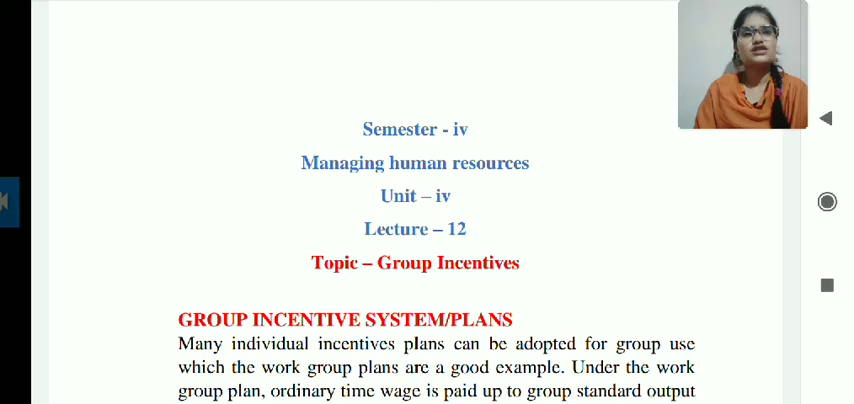 Semester - iv
Managing human resources
Unit – iv
Lecture – 12
Topic – Group Incentives
GROUP INCENTIVE SYSTEM/PLANS
Many individual incentives plans can be adopted for group use
which the work group plans are a good example. Under the work
group plan, ordinary time wage is paid up to group standard output